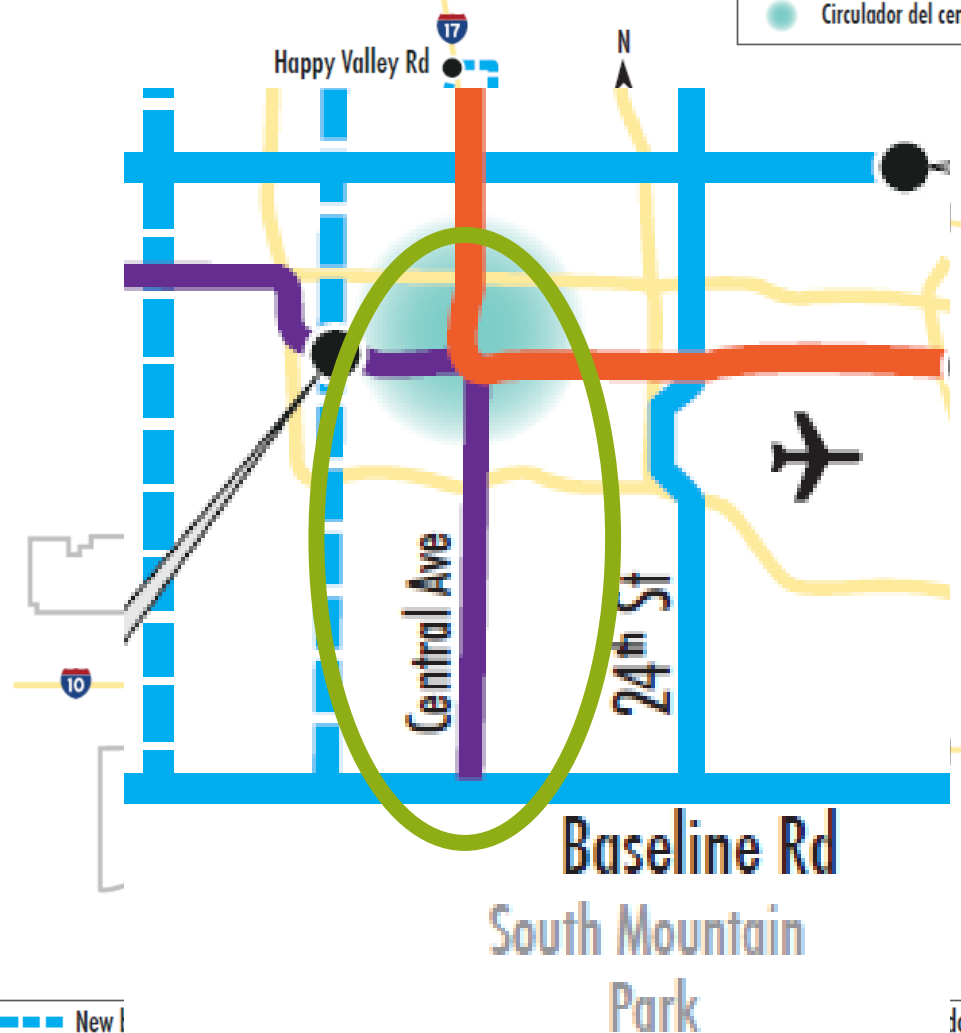 Circulador del cen
17
Happy Valley Rd
N
Central Ave
24th St
10
Baseline Rd
South Mountain
Park
New